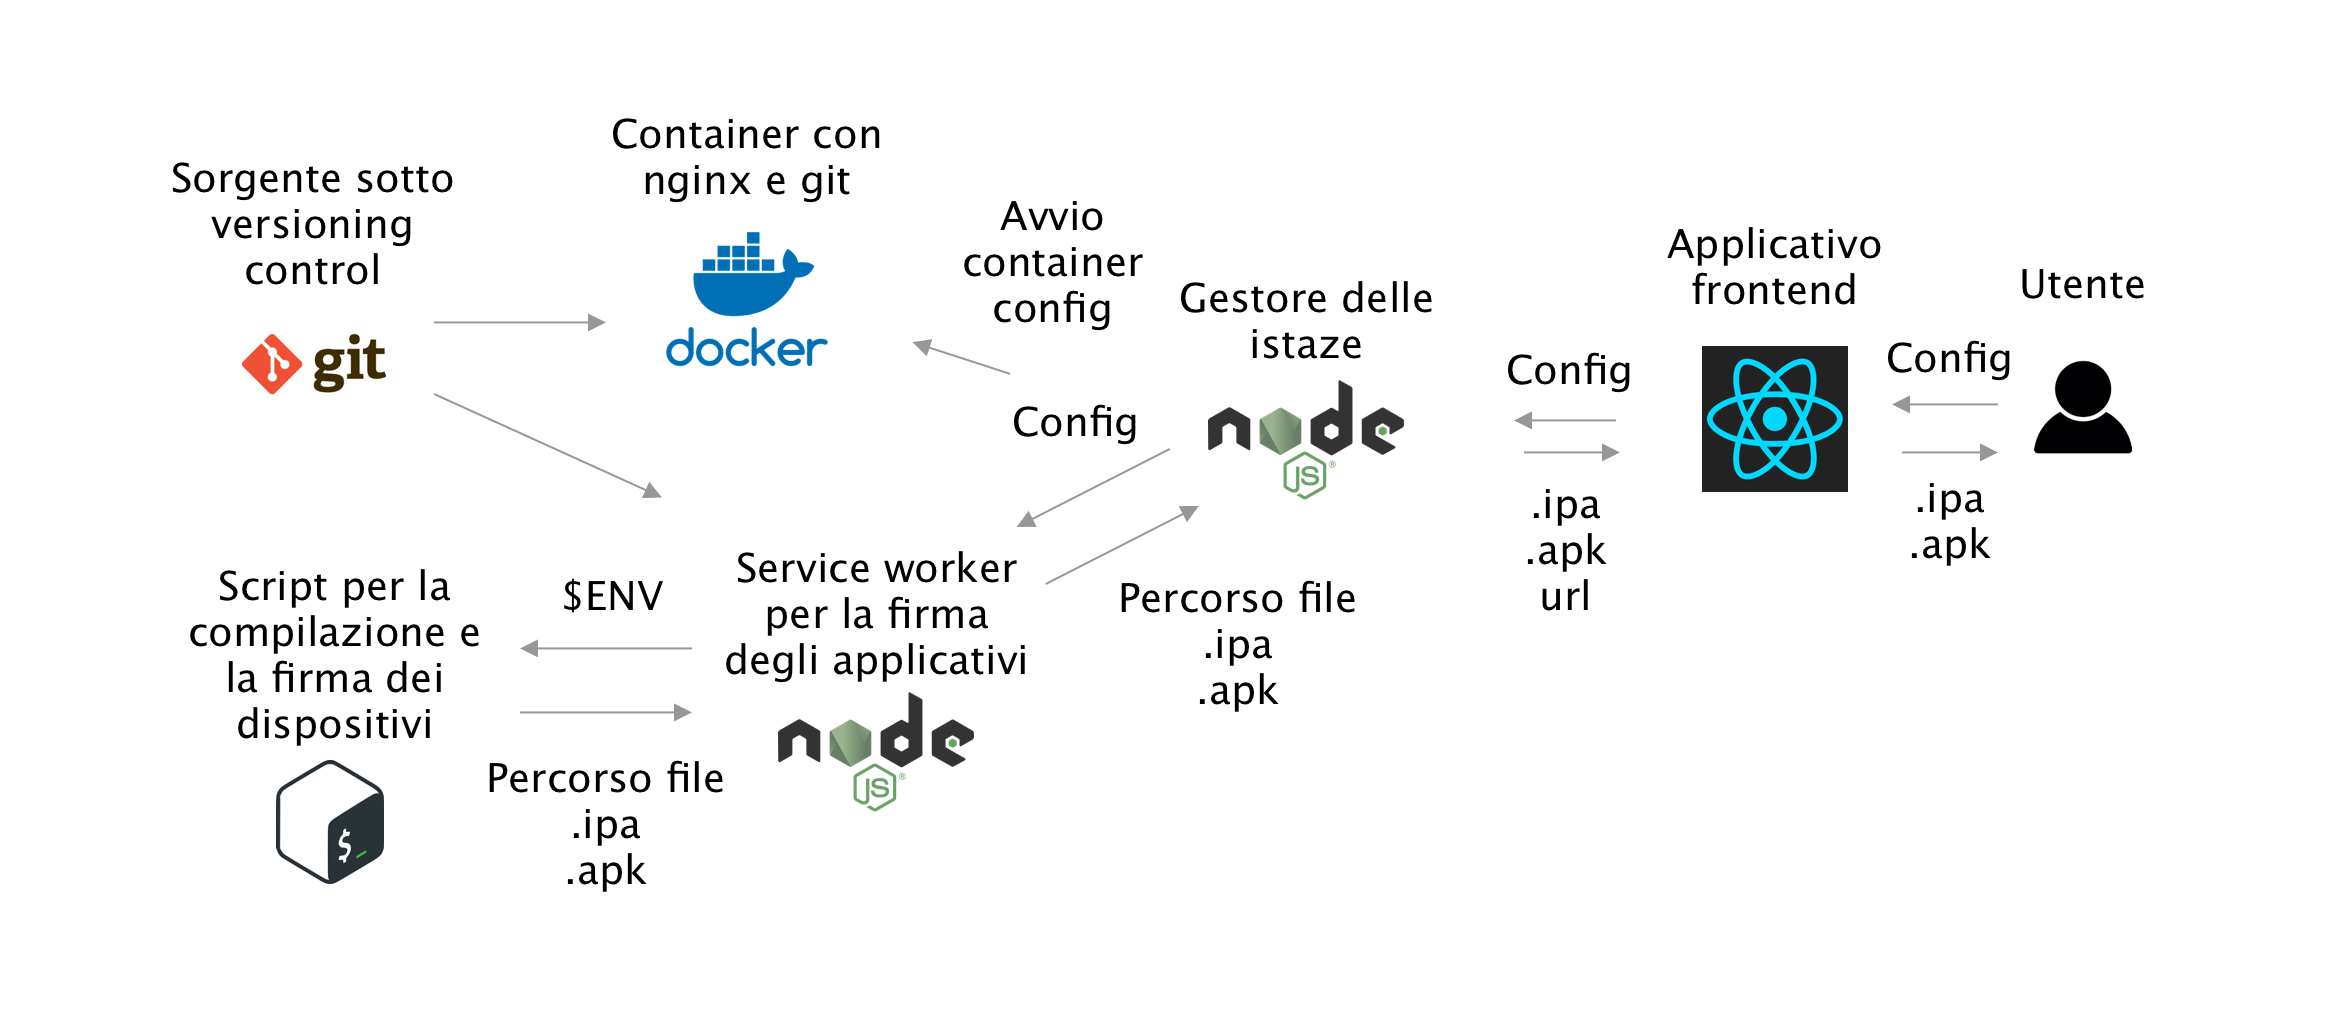 Sorgente sotto
versioning
control
git
Container con
nginx e git
docker
Avvio
container
config
Gestore delle
istaze
node
JS
®
Config
Config
.ipa
.apk
url
Applicativo
frontend
Config
.ipa
.apk
Utente
Script per la
compilazione e
la firma dei
dispositivi
$_
$ENV
Percorso file
.ipa
.apk
Service worker
per la firma
degli applicativi
node
JS
®
Percorso file
.ipa
.apk